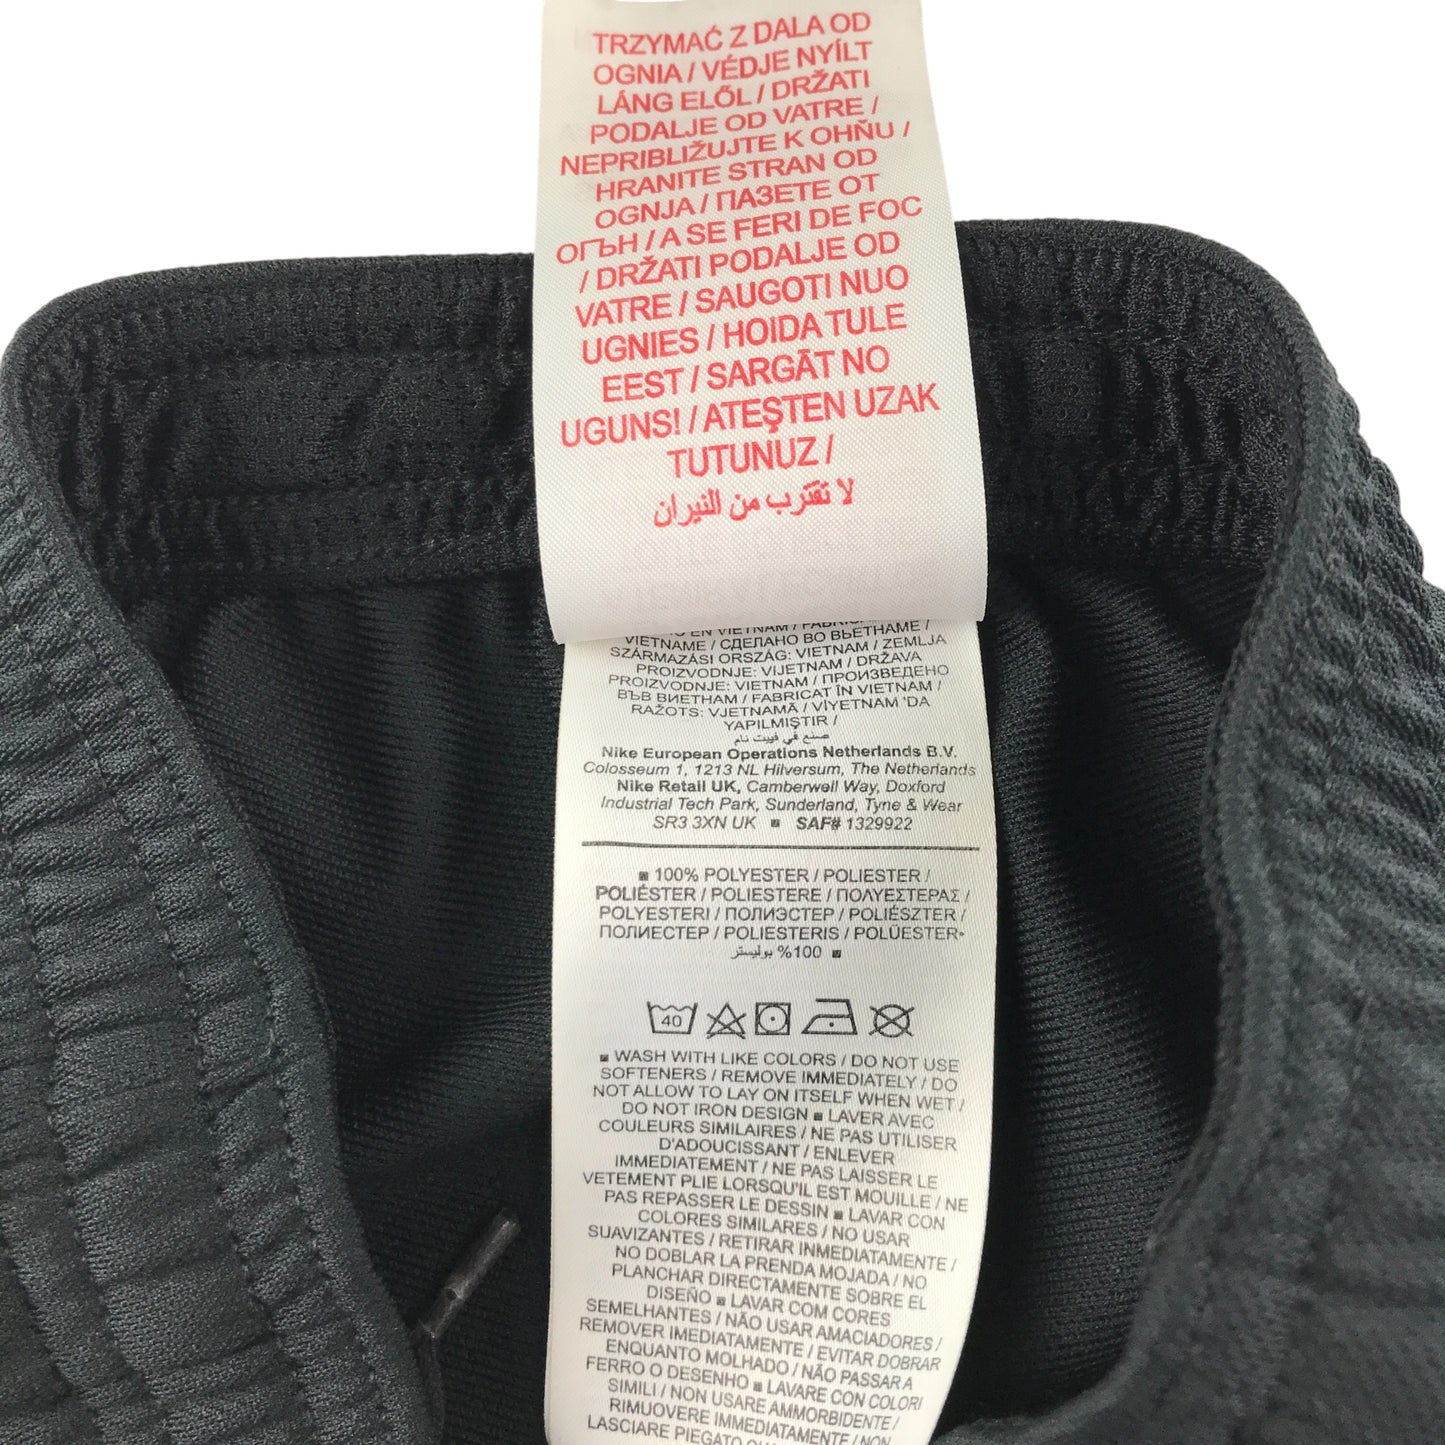 TRZYMAĆ Z DALA OD
OGNIA / VÉDJE NYÍLT
LÁNG ELŐL / DRŽATI
PODALJE OD VATRE /
NEPRIBLIŽUJTE K OHŇU /
HRANITE STRAN OD
OGNJA / ПАЗЕТЕ ОТ
ОГЪН / A SE FERI DE FOC
/ DRŽATI PODALJE OD
VATRE / SAUGOTI NUO
UGNIES / HOIDA TULE
EEST / SARGĀT NO
UGUNS! / ATEŞTEN UZAK
TUTUNUZ /
لا تقترب من النيران
EN VIETNAM /
VIETNAME / СДЕЛАНО ВО ВЬЕТНАМЕ /
SZÁRMAZÁSI ORSZÁG: VIETNAM / ZEMLJA
PROIZVODNJE: VIJETNAM / DRŽAVA
PROIZVODNJE: VIETNAM / ПРОИЗВЕДЕНО
ВЪВ ВИЕТНАМ / FABRICAT ÎN VIETNAM /
RAŽOTS: VJETNAMĀ / VİYETNAM 'DA
YAPILMIŞTIR /
صنع في فييت نام
Nike European Operations Netherlands B.V.
Colosseum 1, 1213 NL Hilversum, The Netherlands
Nike Retail UK, Camberwell Way, Doxford
Industrial Tech Park, Sunderland, Tyne & Wear
SR3 3XN UK ▪ SAF# 1329922
▪ 100% POLYESTER / POLIESTER /
POLIÉSTER / POLIESTERE / ΠΟΛΥΕΣΤΕΡΑΣ /
POLYESTERI / ПОЛИЭСТЕР / POLIÉSZTER /
ПОЛИЕСТЕР / POLIESTERIS / POLÜESTER▪
100% بوليستر ▪
40
▪ WASH WITH LIKE COLORS / DO NOT USE
SOFTENERS / REMOVE IMMEDIATELY / DO
NOT ALLOW TO LAY ON ITSELF WHEN WET /
DO NOT IRON DESIGN ▪ LAVER AVEC
COULEURS SIMILAIRES / NE PAS UTILISER
D'ADOUCISSANT / ENLEVER
IMMEDIATEMENT / NE PAS LAISSER LE
VETEMENT PLIE LORSQU'IL EST MOUILLE / NE
PAS REPASSER LE DESSIN ▪ LAVAR CON
COLORES SIMILARES / NO USAR
SUAVIZANTES / RETIRAR INMEDIATAMENTE /
NO DOBLAR LA PRENDA MOJADA / NO
PLANCHAR DIRECTAMENTE SOBRE EL
DISEÑO ▪ LAVAR COM CORES
SEMELHANTES / NÃO USAR AMACIADORES /
REMOVER IMEDIATAMENTE / EVITAR DOBRAR
ENQUANTO MOLHADO / NÃO PASSAR A
FERRO O DESENHO ▪ LAVARE CON COLORI
SIMILI / NON USARE AMMORBIDENTE /
RIMUOVERE IMMEDIATAMENTE / NON
LASCIARE PIEGATO